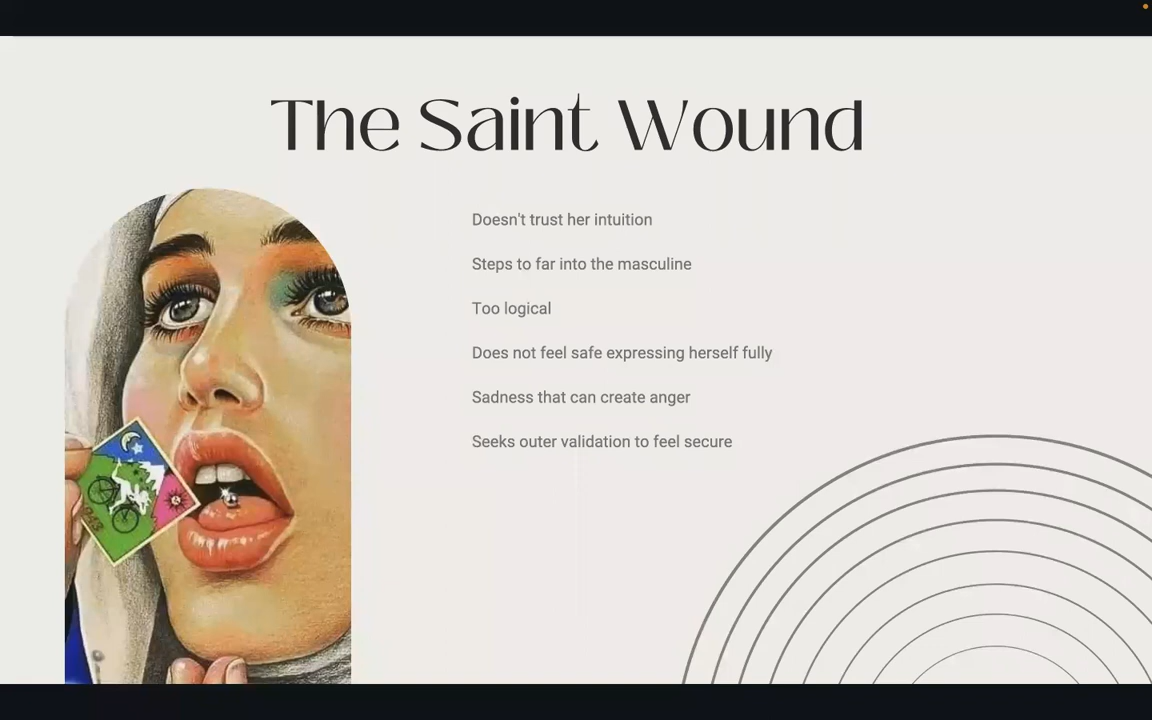 The Saint Wound
Doesn't trust her intuition
Steps to far into the masculine
Too logical
Does not feel safe expressing herself fully
Sadness that can create anger
Seeks outer validation to feel secure
1943